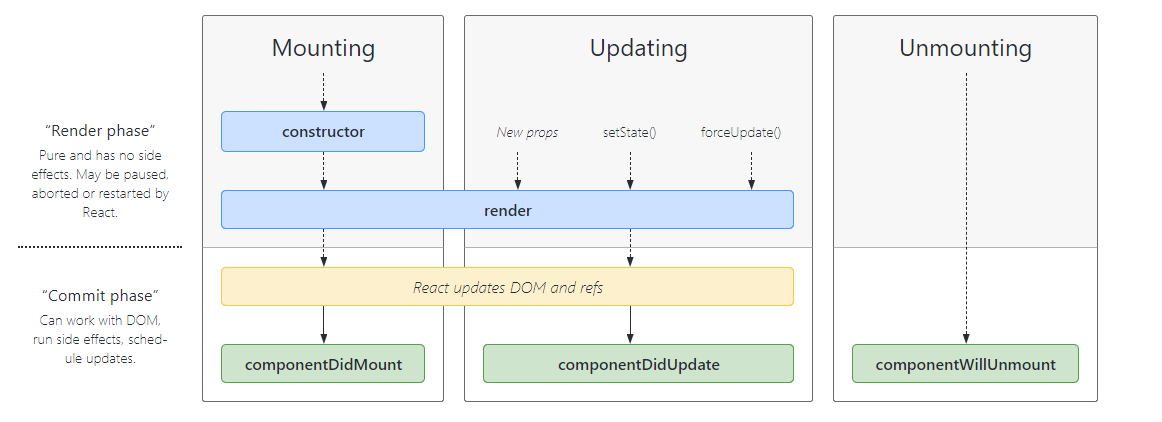 Mounting
Updating
Unmounting
“Render phase”
Pure and has no side
effects. May be paused,
aborted or restarted by
React.
constructor
New props
setState()
forceUpdate()
render
“Commit phase”
Can work with DOM,
run side effects, sched-
ule updates.
React updates DOM and refs
componentDidMount
componentDidUpdate
componentWillUnmount